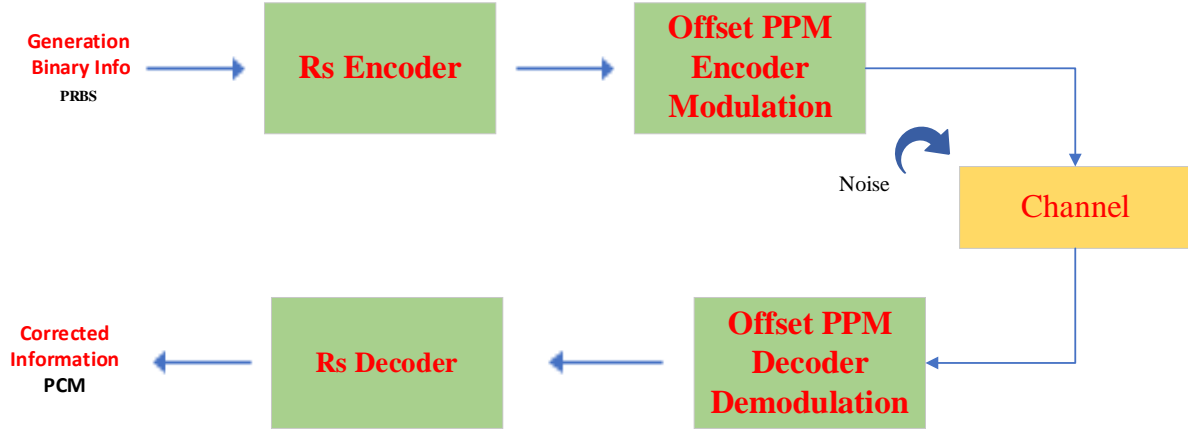 Generation
Binary Info
PRBS
Rs Encoder
Offset PPM
Encoder
Modulation
Noise
Channel
Offset PPM
Decoder
Demodulation
Rs Decoder
Corrected
Information
PCM